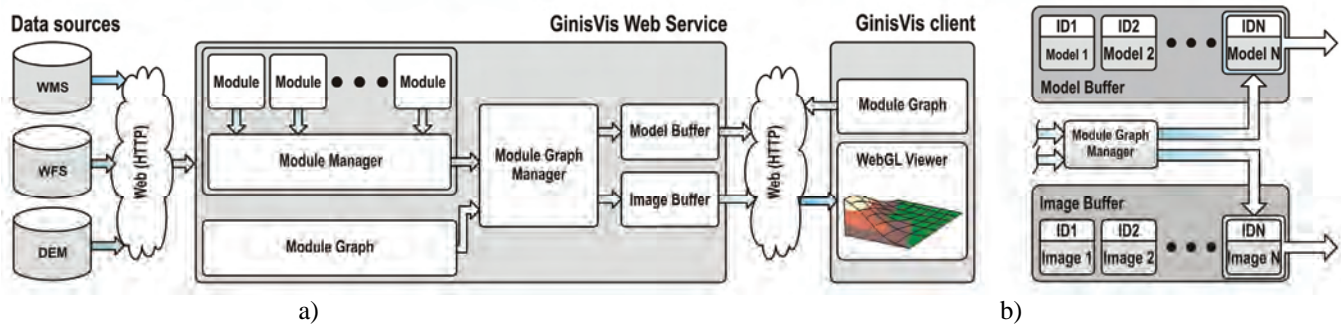 Data sources
WMS
WFS
DEM
Web (HTTP)
GinisVis Web Service
Module
Module
Module
Module Manager
Module Graph
Module Graph
Manager
Model Buffer
Image Buffer
Web (HTTP)
GinisVis client
Module Graph
WebGL Viewer
a)
ID1
Model 1
ID2
Model 2
IDN
Model N
Model Buffer
Module Graph
Manager
Image Buffer
ID1
Image 1
ID2
Image 2
IDN
Image N
b)